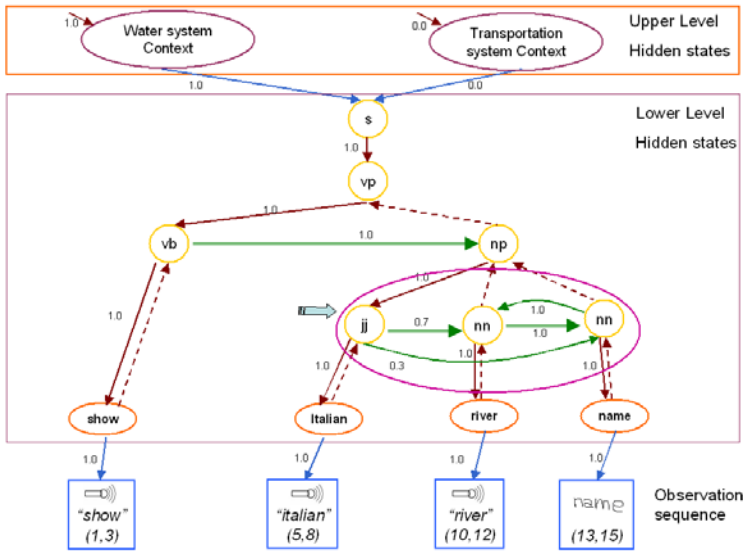 1.0
Water system
Context
0.0
Transportation
system Context
Upper Level
Hidden states
1.0
0.0
s
Lower Level
Hidden states
1.0
vp
1.0
vb
1.0
np
1.0
1.0
jj
0.7
nn
1.0
1.0
nn
1.0
0.3
1.0
1.0
show
Italian
river
name
1.0
1.0
1.0
1.0
"show"
(1,3)
"italian"
(5,8)
"river"
(10,12)
name
(13,15)
Observation
sequence